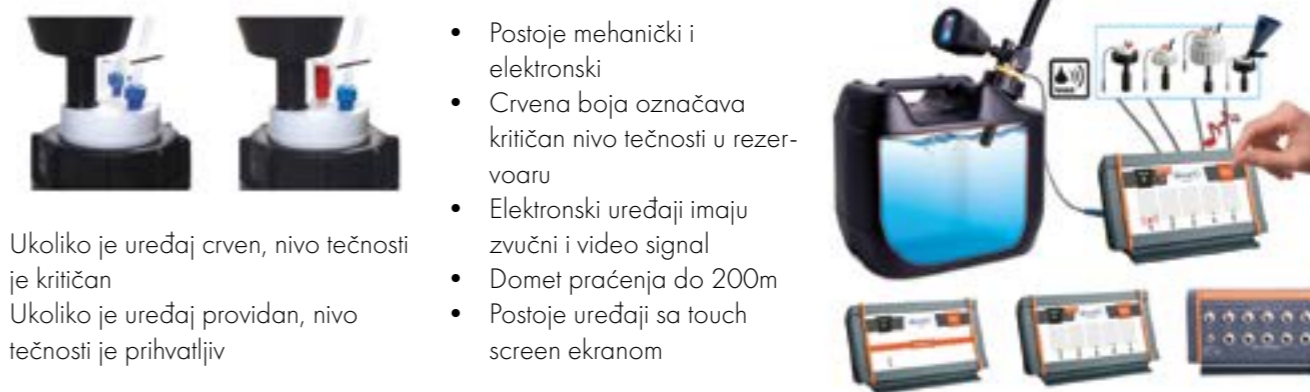 Ukoliko je uređaj crven, nivo tečnosti
je kritičan
Ukoliko je uređaj providan, nivo
tečnosti je prihvatljiv
• Postoje mehanički i
elektronski
• Crvena boja označava
kritičan nivo tečnosti u rezer-
voaru
• Elektronski uređaji imaju
zvučni i video signal
• Domet praćenja do 200m
• Postoje uređaji sa touch
screen ekranom